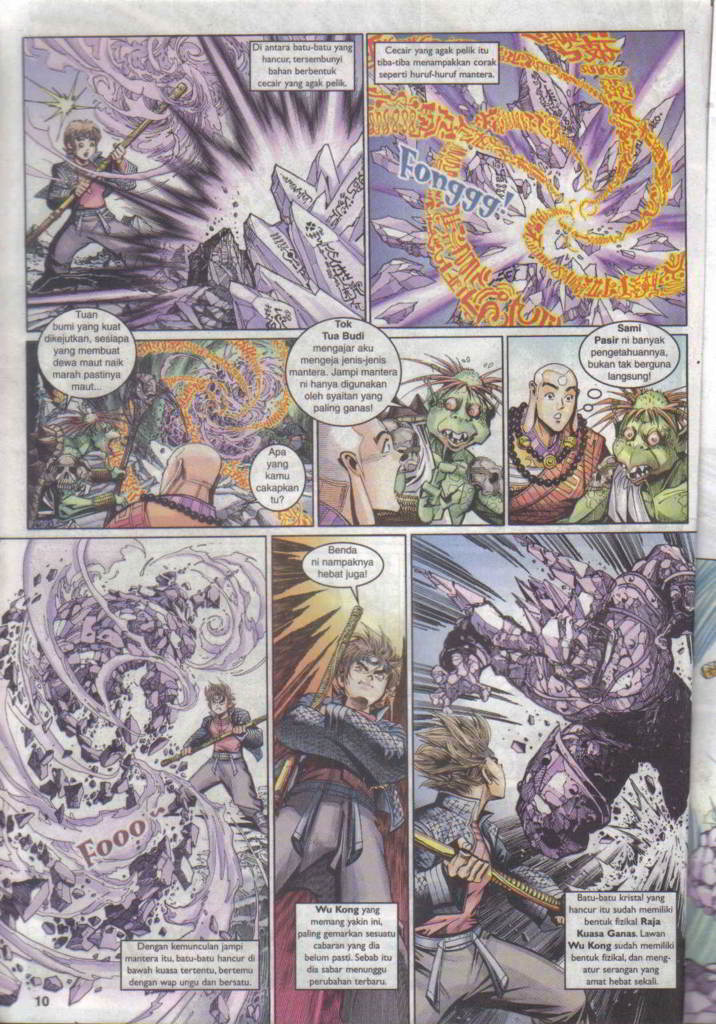 Di antara batu-batu yang
hancur, tersembunyi
bahan berbentuk
cecair yang agak pelik.
Cecair yang agak pelik itu
tiba-tiba menampakkan corak
seperti huruf-huruf mantera.
Fonggg!
Tuan
bumi yang kuat
dikejutkan, sesiapa
yang membuat
dewa maut naik
marah pastinya
maut...
Apa
yang
kamu
cakapkan
tu?
Tok
Tua Budi
mengajar aku
mengeja jenis-jenis
mantera. Jampi mantera
ni hanya digunakan
oleh syaitan yang
paling ganas!
Sami
Pasir ni banyak
pengetahuannya,
bukan tak berguna
langsung!
Fooo..
Dengan kemunculan jampi
mantera itu, batu-batu hancur di
bawah kuasa tertentu, bertemu
dengan wap ungu dan bersatu.
Benda
ni nampaknya
hebat juga!
Wu Kong yang
memang yakin ini,
paling gemarkan sesuatu
cabaran yang dia
belum pasti. Sebab itu
dia sabar menunggu
perubahan terbaru.
Batu-batu kristal yang
hancur itu sudah memiliki
bentuk fizikal Raja
Kuasa Ganas. Lawan
Wu Kong sudah memiliki
bentuk fizikal, dan meng-
atur serangan yang
amat hebat sekali.
10